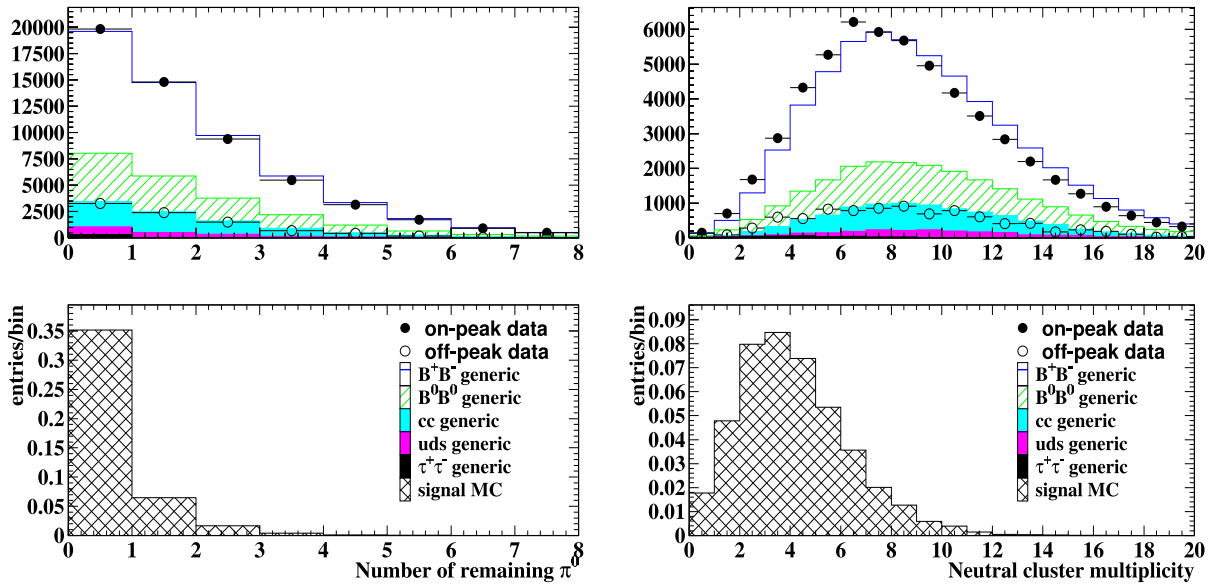 20000
17500
15000
12500
10000
7500
5000
2500
0
0 1 2 3 4 5 6 7 8
6000
5000
4000
3000
2000
1000
0
0 2 4 6 8 10 12 14 16 18 20
entries/bin
0.35
0.3
0.25
0.2
0.15
0.1
0.05
0
on-peak data
off-peak data
B⁺B⁻ generic
B⁰B⁰ generic
cc generic
uds generic
τ⁺τ⁻ generic
signal MC
0 1 2 3 4 5 6 7 8
Number of remaining π⁰
entries/bin
0.09
0.08
0.07
0.06
0.05
0.04
0.03
0.02
0.01
0
on-peak data
off-peak data
B⁺B⁻ generic
B⁰B⁰ generic
cc generic
uds generic
τ⁺τ⁻ generic
signal MC
0 2 4 6 8 10 12 14 16 18 20
Neutral cluster multiplicity